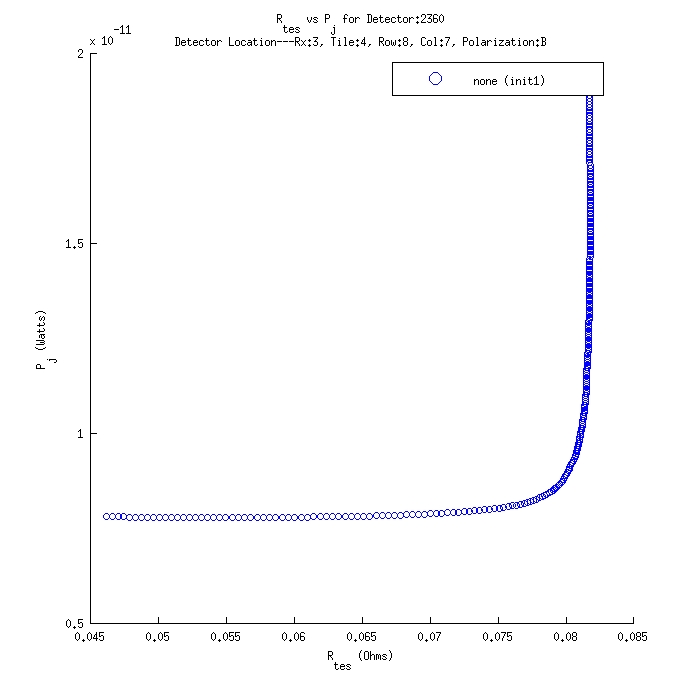 R_tes vs P_j for Detector:2360
Detector Location---Rx:3, Tile:4, Row:8, Col:7, Polarization:B
x 10^-11
none (init1)
2
1.5
1
0.5
P_j (Watts)
0.045 0.05 0.055 0.06 0.065 0.07 0.075 0.08 0.085
R_tes (Ohms)